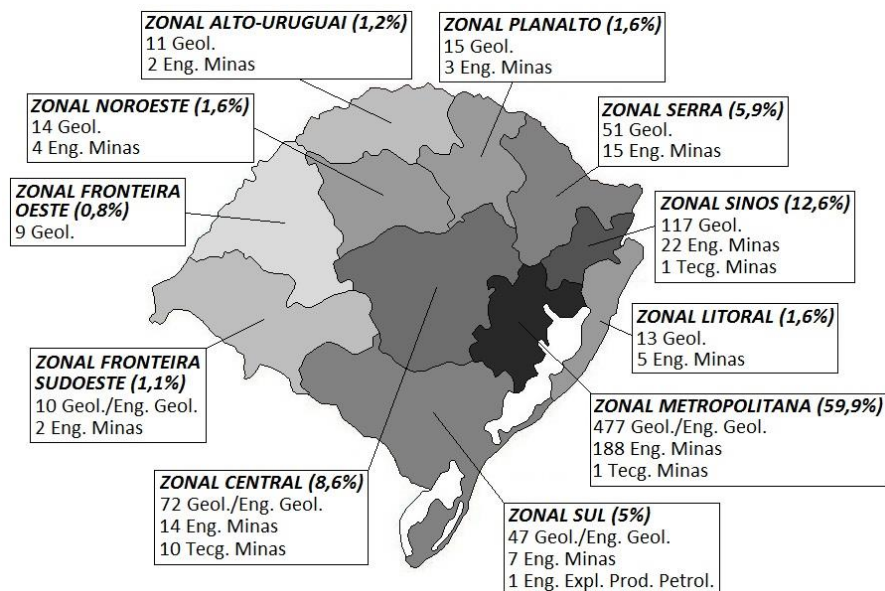 ZONAL ALTO-URUGUAI (1,2%)
11 Geol.
2 Eng. Minas
ZONAL PLANALTO (1,6%)
15 Geol.
3 Eng. Minas
ZONAL NOROESTE (1,6%)
14 Geol.
4 Eng. Minas
ZONAL SERRA (5,9%)
51 Geol.
15 Eng. Minas
ZONAL FRONTEIRA
OESTE (0,8%)
9 Geol.
ZONAL SINOS (12,6%)
117 Geol.
22 Eng. Minas
1 Tecg. Minas
ZONAL LITORAL (1,6%)
13 Geol.
5 Eng. Minas
ZONAL FRONTEIRA
SUDOESTE (1,1%)
10 Geol./Eng. Geol.
2 Eng. Minas
ZONAL METROPOLITANA (59,9%)
477 Geol./Eng. Geol.
188 Eng. Minas
1 Tecg. Minas
ZONAL CENTRAL (8,6%)
72 Geol./Eng. Geol.
14 Eng. Minas
10 Tecg. Minas
ZONAL SUL (5%)
47 Geol./Eng. Geol.
7 Eng. Minas
1 Eng. Expl. Prod. Petrol.